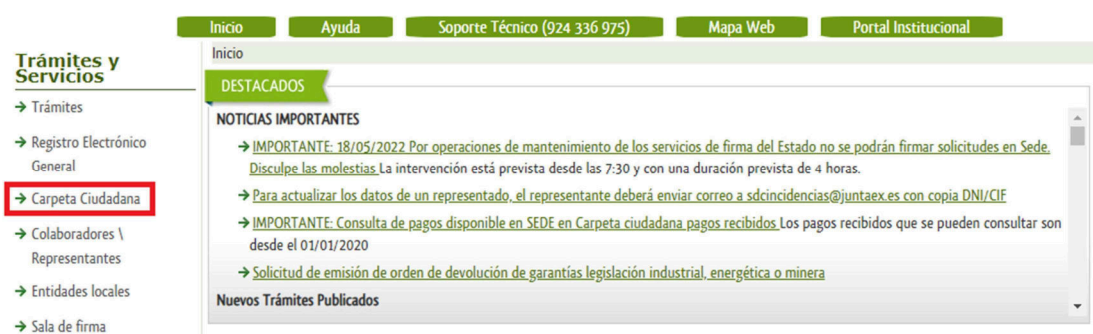 Inicio
Ayuda
Soporte Técnico (924 336 975)
Mapa Web
Portal Institucional
Trámites y
Servicios
→ Trámites
→ Registro Electrónico
General
→ Carpeta Ciudadana
→ Colaboradores \
Representantes
→ Entidades locales
→ Sala de firma
Inicio
DESTACADOS
NOTICIAS IMPORTANTES
→ IMPORTANTE: 18/05/2022 Por operaciones de mantenimiento de los servicios de firma del Estado no se podrán firmar solicitudes en Sede.
Disculpe las molestias La intervención está prevista desde las 7:30 y con una duración prevista de 4 horas.
→ Para actualizar los datos de un representado, el representante deberá enviar correo a sdcincidencias@juntaex.es con copia DNI/CIF
→ IMPORTANTE: Consulta de pagos disponible en SEDE en Carpeta ciudadana pagos recibidos Los pagos recibidos que se pueden consultar son
desde el 01/01/2020
→ Solicitud de emisión de orden de devolución de garantías legislación industrial, energética o minera
Nuevos Trámites Publicados